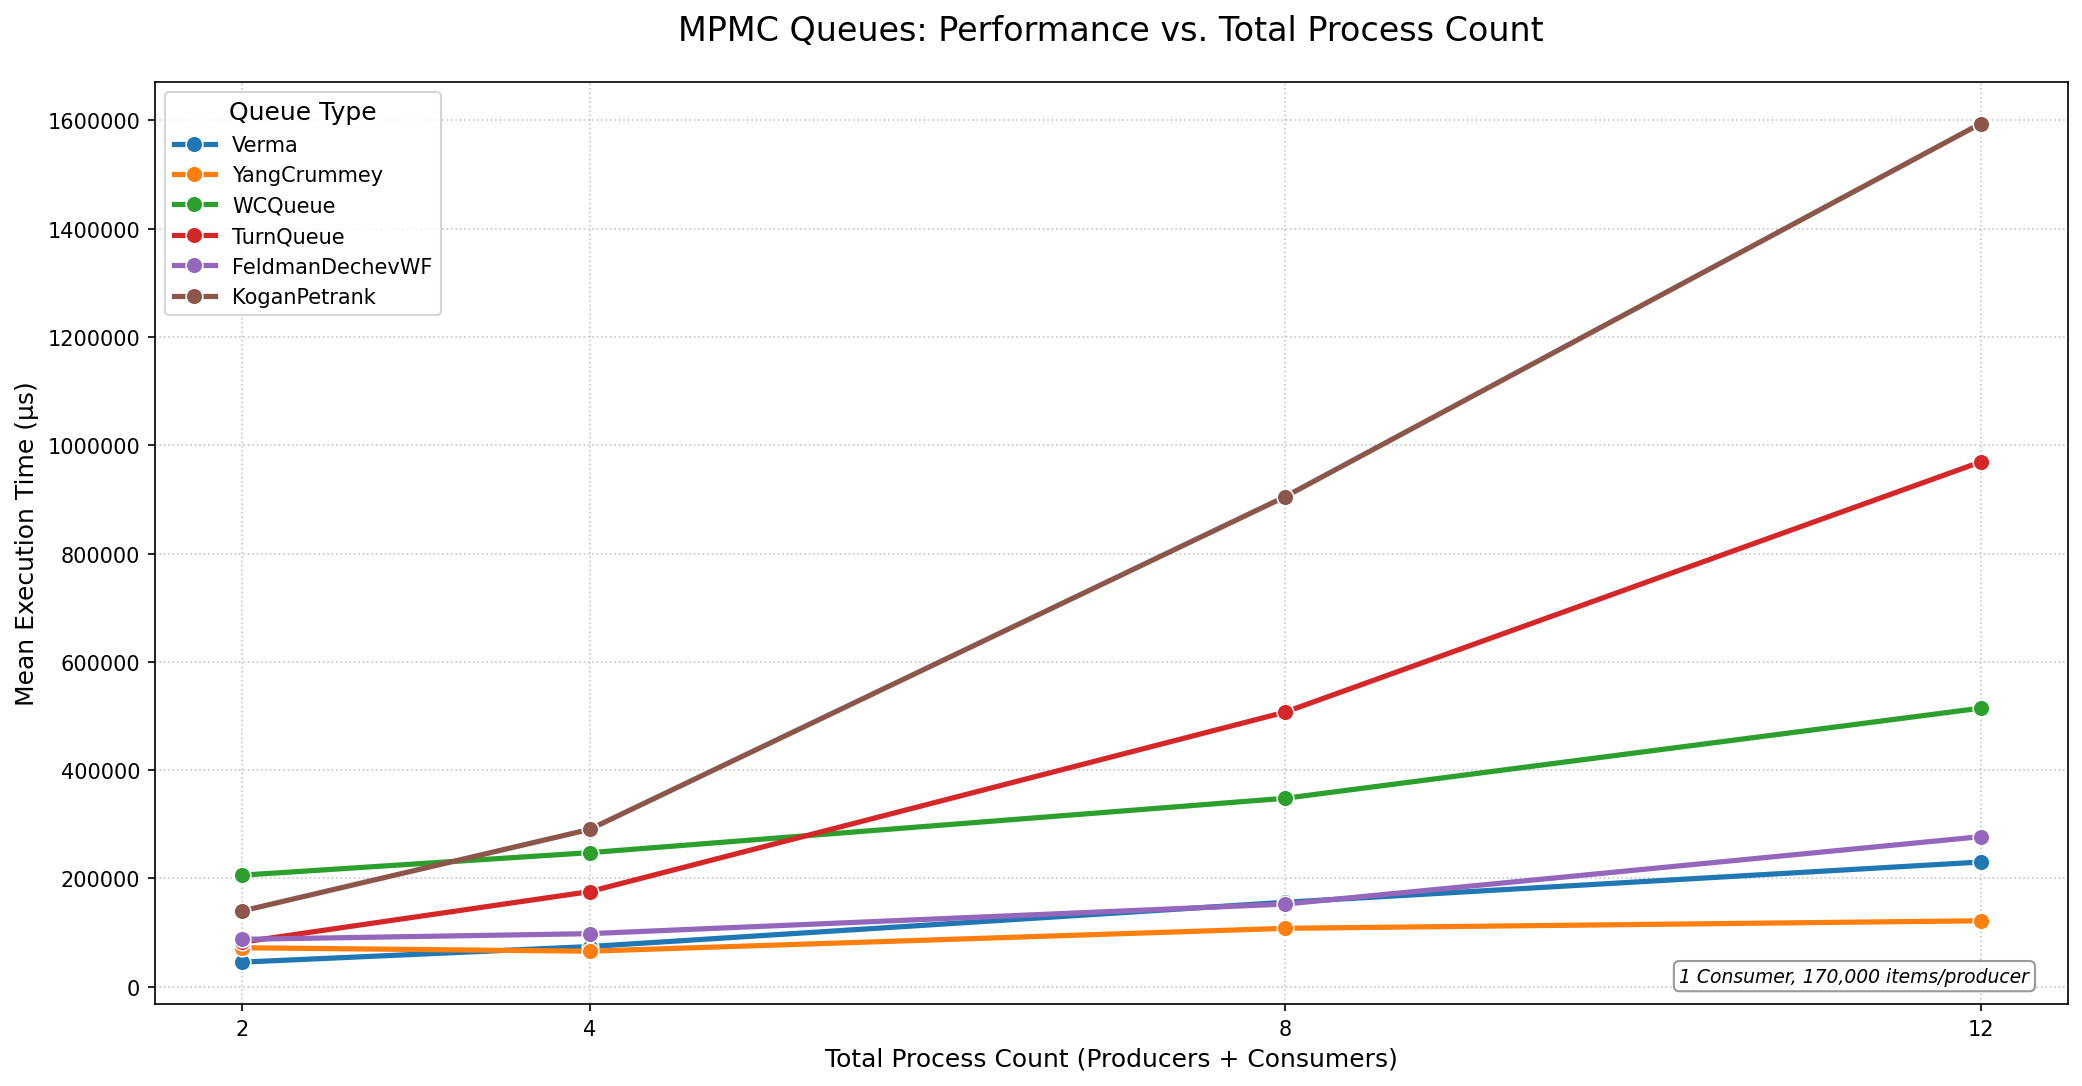 MPMC Queues: Performance vs. Total Process Count
Queue Type
Verma
YangCrummey
WCQueue
TurnQueue
FeldmanDechevWF
KoganPetrank
Mean Execution Time (µs)
1600000
1400000
1200000
1000000
800000
600000
400000
200000
0
1 Consumer, 170,000 items/producer
2 4 8 12
Total Process Count (Producers + Consumers)